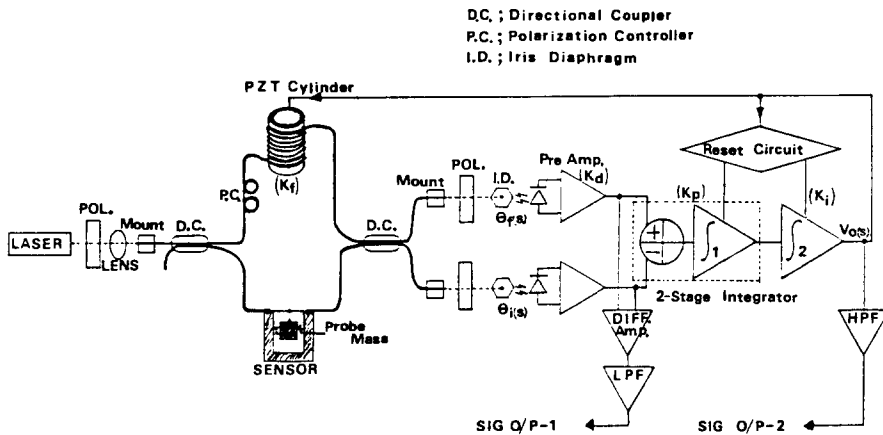 D.C. ; Directional Coupler
P.C. ; Polarization Controller
I.D. ; Iris Diaphragm
PZT Cylinder
(Kf)
P.C.
Reset Circuit
POL.
Mount
I.D.
Θf(s)
Pre Amp.
(Kd)
(Kp)
(Ki)
POL.
Mount
D.C.
D.C.
LASER
LENS
+
−
∫1
∫2
Vo(s)
2-Stage Integrator
Θi(s)
Probe
Mass
SENSOR
DIFF
Amp.
HPF
LPF
SIG O/P-1
SIG O/P-2